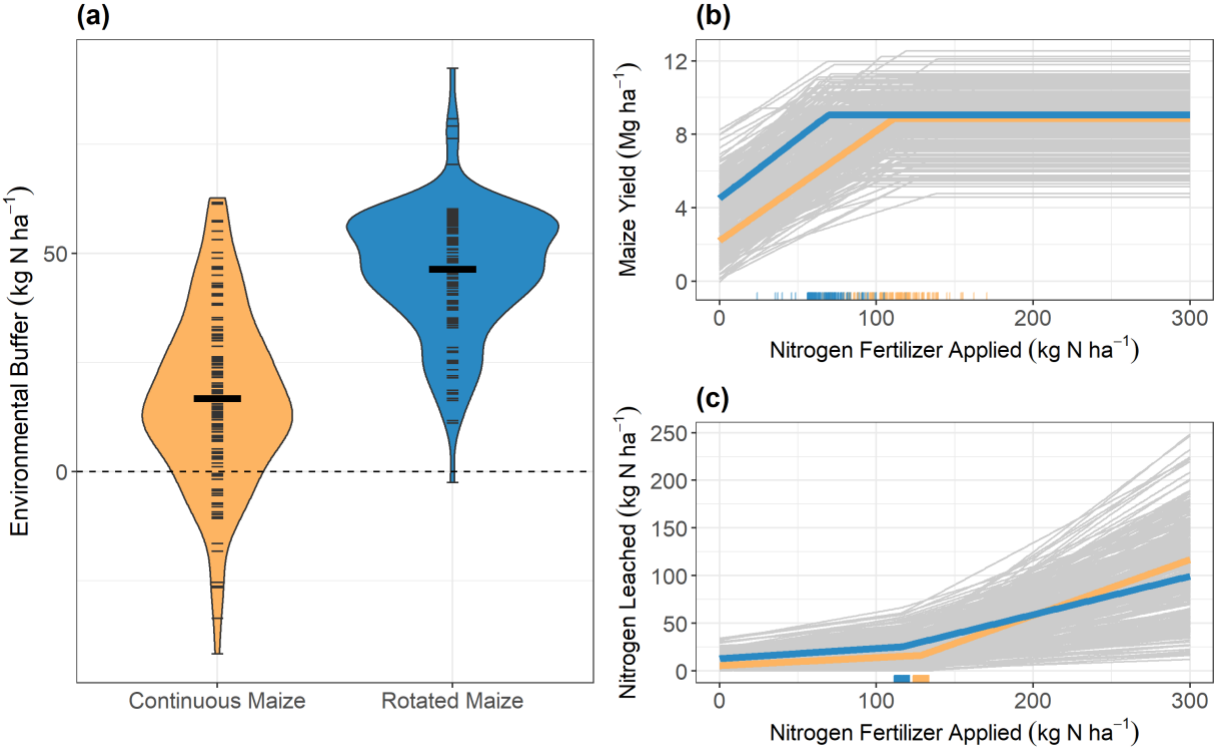 (a)
Environmental Buffer (kg N ha⁻¹)
50
0
Continuous Maize
Rotated Maize
(b)
Maize Yield (Mg ha⁻¹)
12
8
4
0
0
100
200
300
Nitrogen Fertilizer Applied (kg N ha⁻¹)
(c)
Nitrogen Leached (kg N ha⁻¹)
250
200
150
100
50
0
0
100
200
300
Nitrogen Fertilizer Applied (kg N ha⁻¹)